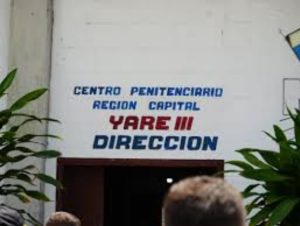 CENTRO PENITENCIARIO
REGION CAPITAL
YARE III
DIRECCION